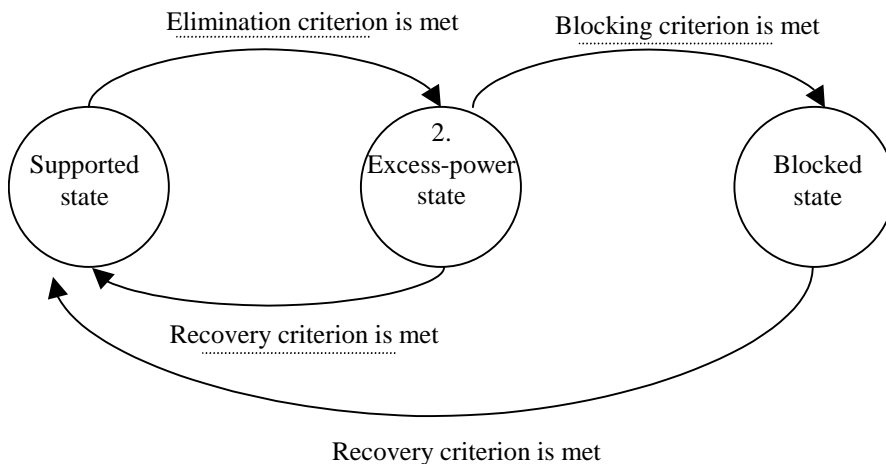 Elimination criterion is met
Blocking criterion is met
Supported
state
2.
Excess-power
state
Blocked
state
Recovery criterion is met
Recovery criterion is met